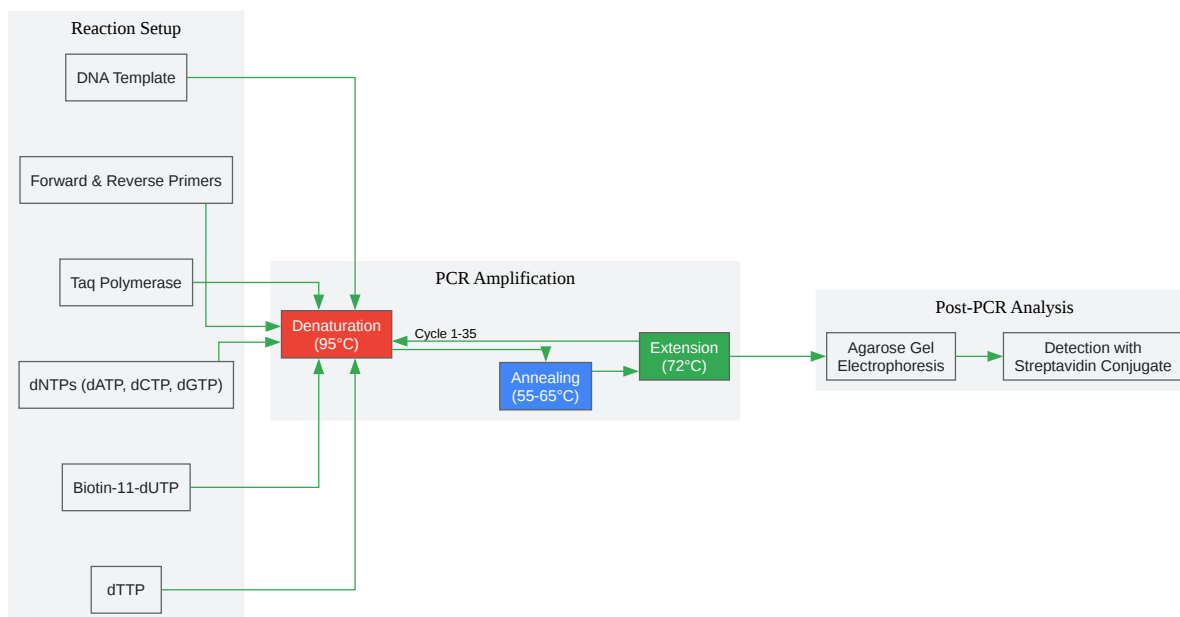 Reaction Setup
DNA Template
Forward & Reverse Primers
Taq Polymerase
dNTPs (dATP, dCTP, dGTP)
Biotin-11-dUTP
dTTP
PCR Amplification
Denaturation
(95°C)
Cycle 1-35
Annealing
(55-65°C)
Extension
(72°C)
Post-PCR Analysis
Agarose Gel
Electrophoresis
Detection with
Streptavidin Conjugate